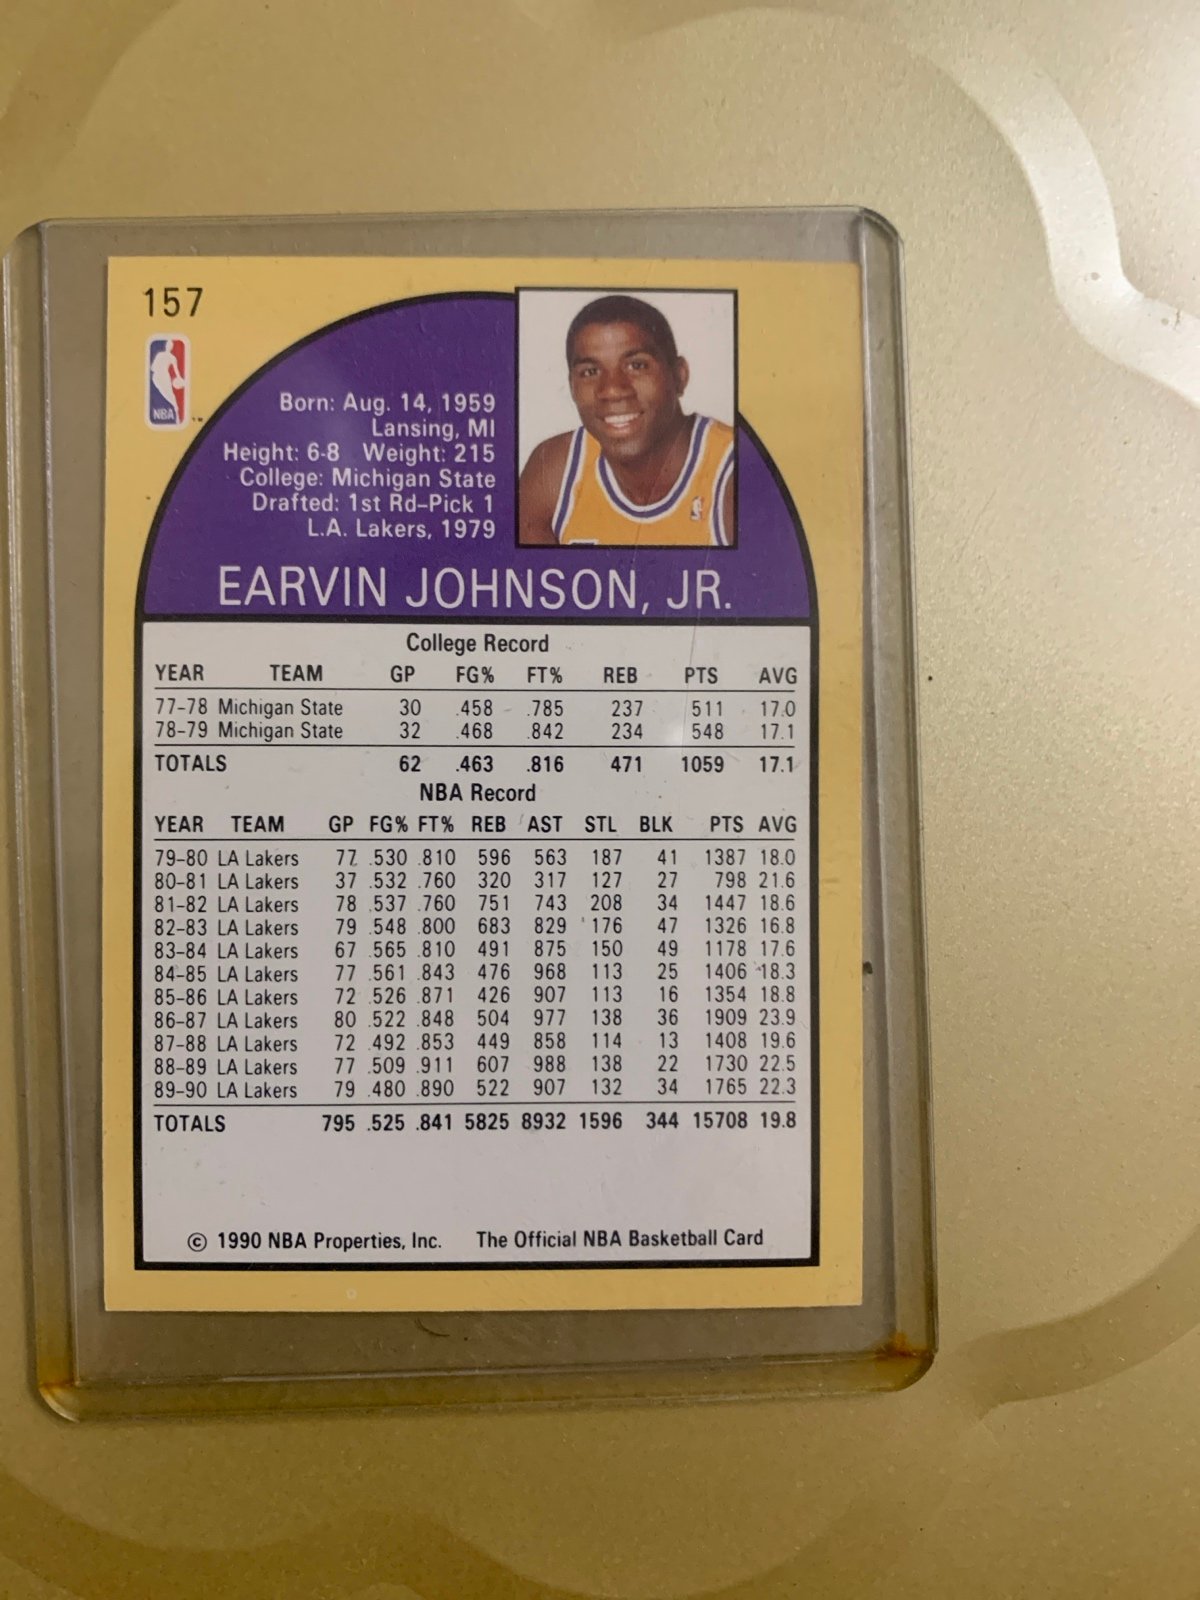 157
NBA
Born: Aug. 14, 1959
Lansing, MI
Height: 6-8 Weight: 215
College: Michigan State
Drafted: 1st Rd–Pick 1
L.A. Lakers, 1979
EARVIN JOHNSON, JR.
College Record
YEAR TEAM GP FG% FT% REB PTS AVG
77–78 Michigan State 30 .458 .785 237 511 17.0
78–79 Michigan State 32 .468 .842 234 548 17.1
TOTALS 62 .463 .816 471 1059 17.1
NBA Record
YEAR TEAM GP FG% FT% REB AST STL BLK PTS AVG
79–80 LA Lakers 77 .530 .810 596 563 187 41 1387 18.0
80–81 LA Lakers 37 .532 .760 320 317 127 27 798 21.6
81–82 LA Lakers 78 .537 .760 751 743 208 34 1447 18.6
82–83 LA Lakers 79 .548 .800 683 829 176 47 1326 16.8
83–84 LA Lakers 67 .565 .810 491 875 150 49 1178 17.6
84–85 LA Lakers 77 .561 .843 476 968 113 25 1406 18.3
85–86 LA Lakers 72 .526 .871 426 907 113 16 1354 18.8
86–87 LA Lakers 80 .522 .848 504 977 138 36 1909 23.9
87–88 LA Lakers 72 .492 .853 449 858 114 13 1408 19.6
88–89 LA Lakers 77 .509 .911 607 988 138 22 1730 22.5
89–90 LA Lakers 79 .480 .890 522 907 132 34 1765 22.3
TOTALS 795 .525 .841 5825 8932 1596 344 15708 19.8
© 1990 NBA Properties, Inc. The Official NBA Basketball Card